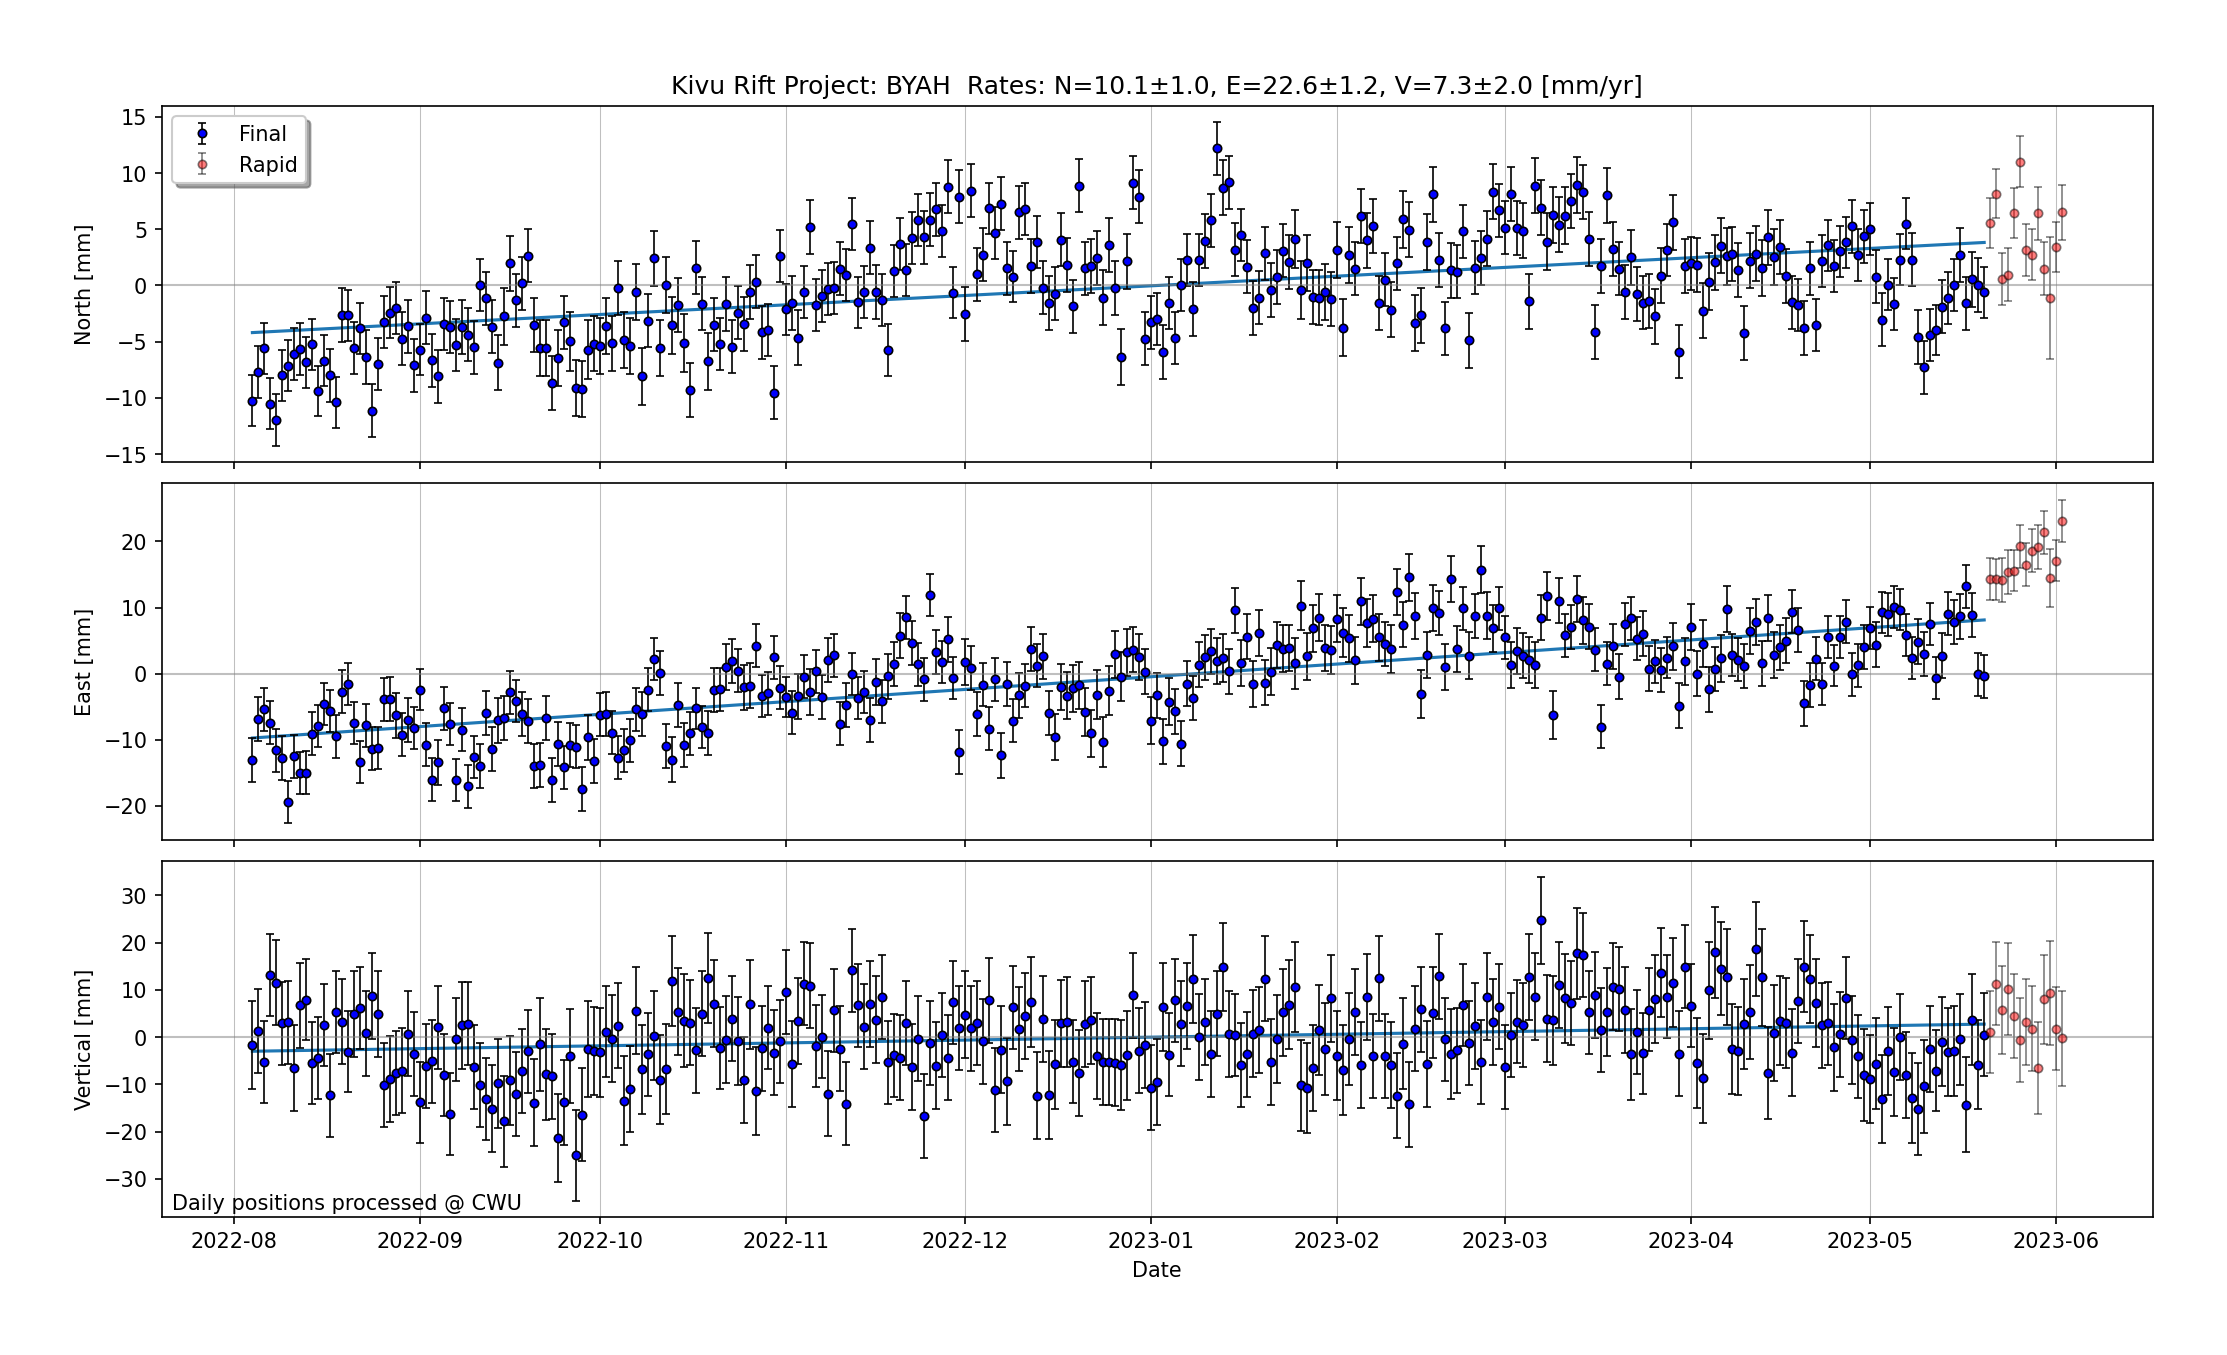 Kivu Rift Project: BYAH  Rates: N=10.1±1.0, E=22.6±1.2, V=7.3±2.0 [mm/yr]
Final
Rapid
North [mm]
15
10
5
0
−5
−10
−15
East [mm]
20
10
0
−10
−20
Vertical [mm]
30
20
10
0
−10
−20
−30
Daily positions processed @ CWU
2022-08 2022-09 2022-10 2022-11 2022-12 2023-01 2023-02 2023-03 2023-04 2023-05 2023-06
Date